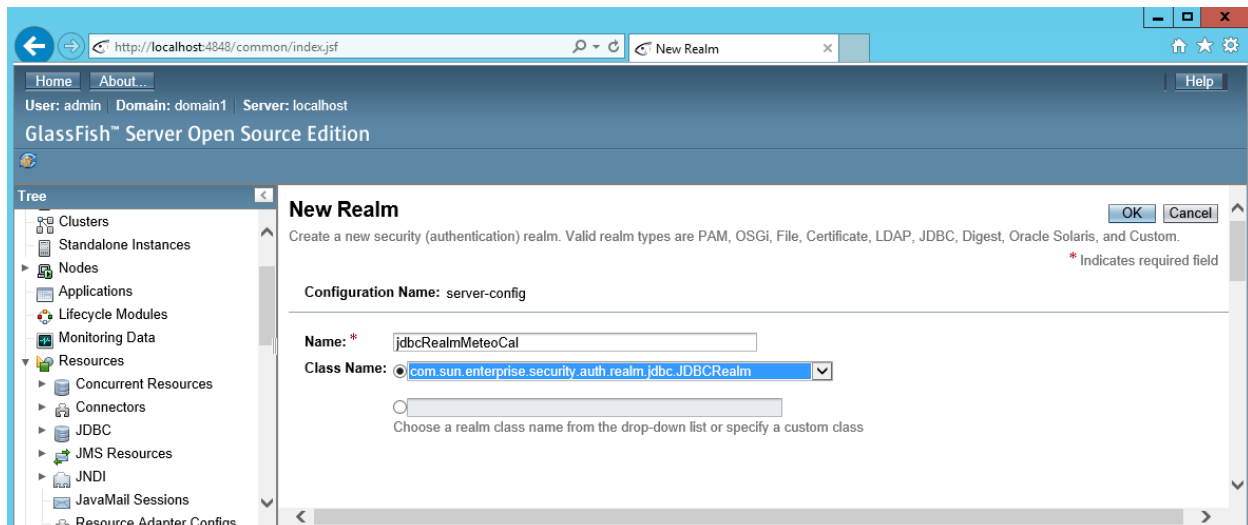 http://localhost:4848/common/index.jsf
New Realm
Home About...
Help
User: admin Domain: domain1 Server: localhost
GlassFish™ Server Open Source Edition
Tree
Clusters
Standalone Instances
Nodes
Applications
Lifecycle Modules
Monitoring Data
Resources
Concurrent Resources
Connectors
JDBC
JMS Resources
JNDI
JavaMail Sessions
Resource Adapter Configs
New Realm
OK Cancel
Create a new security (authentication) realm. Valid realm types are PAM, OSGi, File, Certificate, LDAP, JDBC, Digest, Oracle Solaris, and Custom.
* Indicates required field
Configuration Name: server-config
Name: * jdbcRealmMeteoCal
Class Name: com.sun.enterprise.security.auth.realm.jdbc.JDBCRealm
Choose a realm class name from the drop-down list or specify a custom class